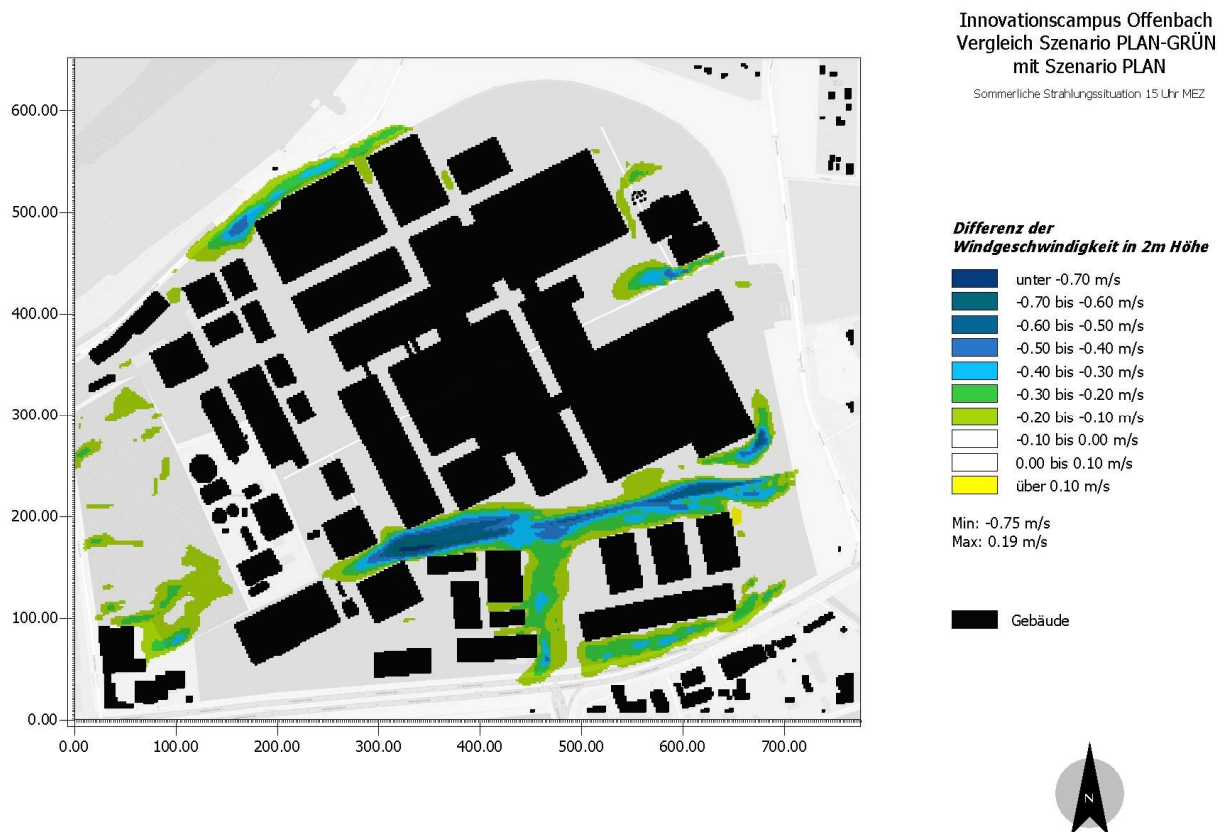 Innovationscampus Offenbach
Vergleich Szenario PLAN-GRÜN
mit Szenario PLAN
Sommerliche Strahlungssituation 15 Uhr MEZ
600.00
500.00
400.00
300.00
200.00
100.00
0.00
0.00 100.00 200.00 300.00 400.00 500.00 600.00 700.00
Differenz der
Windgeschwindigkeit in 2m Höhe
unter -0.70 m/s
-0.70 bis -0.60 m/s
-0.60 bis -0.50 m/s
-0.50 bis -0.40 m/s
-0.40 bis -0.30 m/s
-0.30 bis -0.20 m/s
-0.20 bis -0.10 m/s
-0.10 bis 0.00 m/s
0.00 bis 0.10 m/s
über 0.10 m/s
Min: -0.75 m/s
Max: 0.19 m/s
Gebäude
N